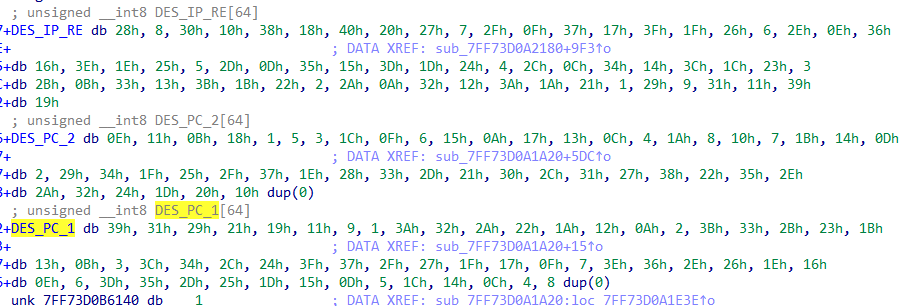 ; unsigned __int8 DES_IP_RE[64]
7+DES_IP_RE db 28h, 8, 30h, 10h, 38h, 18h, 40h, 20h, 27h, 7, 2Fh, 0Fh, 37h, 17h, 3Fh, 1Fh, 26h, 6, 2Eh, 0Eh, 36h
E+ ; DATA XREF: sub_7FF73D0A2180+9F3↑o
5+db 16h, 3Eh, 1Eh, 25h, 5, 2Dh, 0Dh, 35h, 15h, 3Dh, 1Dh, 24h, 4, 2Ch, 0Ch, 34h, 14h, 3Ch, 1Ch, 23h, 3
C+db 2Bh, 0Bh, 33h, 13h, 3Bh, 1Bh, 22h, 2, 2Ah, 0Ah, 32h, 12h, 3Ah, 1Ah, 21h, 1, 29h, 9, 31h, 11h, 39h
2+db 19h
; unsigned __int8 DES_PC_2[64]
5+DES_PC_2 db 0Eh, 11h, 0Bh, 18h, 1, 5, 3, 1Ch, 0Fh, 6, 15h, 0Ah, 17h, 13h, 0Ch, 4, 1Ah, 8, 10h, 7, 1Bh, 14h, 0Dh
7+ ; DATA XREF: sub_7FF73D0A1A20+5DC↑o
7+db 2, 29h, 34h, 1Fh, 25h, 2Fh, 37h, 1Eh, 28h, 33h, 2Dh, 21h, 30h, 2Ch, 31h, 27h, 38h, 22h, 35h, 2Eh
3+db 2Ah, 32h, 24h, 1Dh, 20h, 10h dup(0)
; unsigned __int8 DES_PC_1[64]
2+DES_PC_1 db 39h, 31h, 29h, 21h, 19h, 11h, 9, 1, 3Ah, 32h, 2Ah, 22h, 1Ah, 12h, 0Ah, 2, 3Bh, 33h, 2Bh, 23h, 1Bh
3+ ; DATA XREF: sub_7FF73D0A1A20+15↑o
7+db 13h, 0Bh, 3, 3Ch, 34h, 2Ch, 24h, 3Fh, 37h, 2Fh, 27h, 1Fh, 17h, 0Fh, 7, 3Eh, 36h, 2Eh, 26h, 1Eh, 16h
5+db 0Eh, 6, 3Dh, 35h, 2Dh, 25h, 1Dh, 15h, 0Dh, 5, 1Ch, 14h, 0Ch, 4, 8 dup(0)
unk_7FF73D0B6140 db 1 ; DATA XREF: sub_7FF73D0A1A20:loc_7FF73D0A1E3E↑o